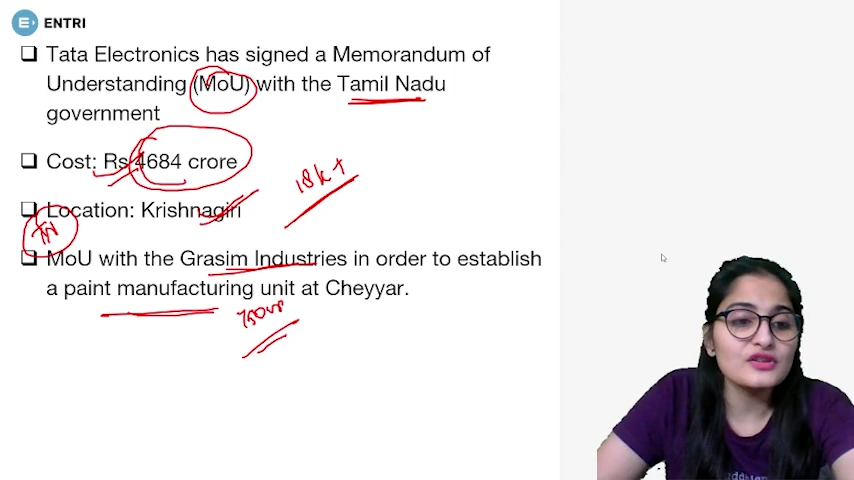 ENTRI
Tata Electronics has signed a Memorandum of
Understanding (MoU) with the Tamil Nadu
government
Cost: Rs 4684 crore
18k+
Location: Krishnagiri
TN
MoU with the Grasim Industries in order to establish
a paint manufacturing unit at Cheyyar.